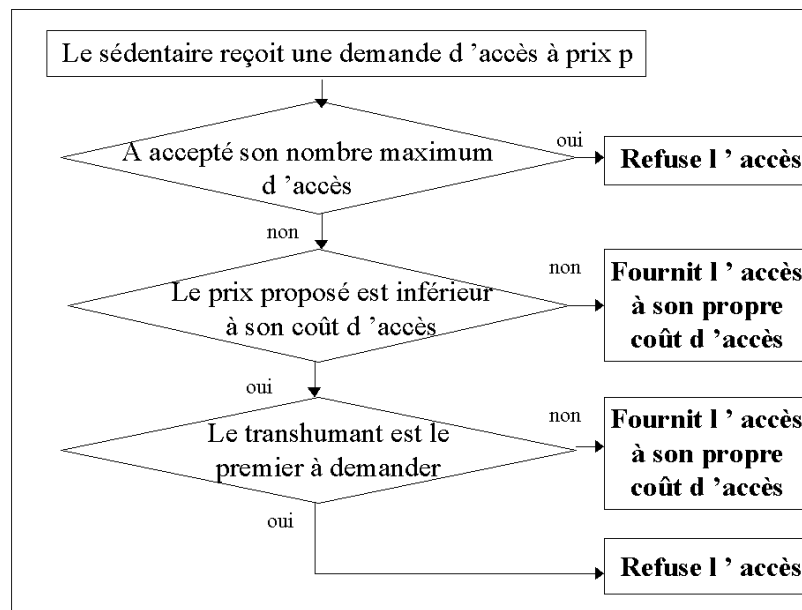 Le sédentaire reçoit une demande d ’accès à prix p
A accepté son nombre maximum
d ’accès
oui
Refuse l ’ accès
non
Le prix proposé est inférieur
à son coût d ’accès
non
Fournit l ’ accès
à son propre
coût d ’accès
oui
Le transhumant est le
premier à demander
non
Fournit l ’ accès
à son propre
coût d ’accès
oui
Refuse l ’ accès